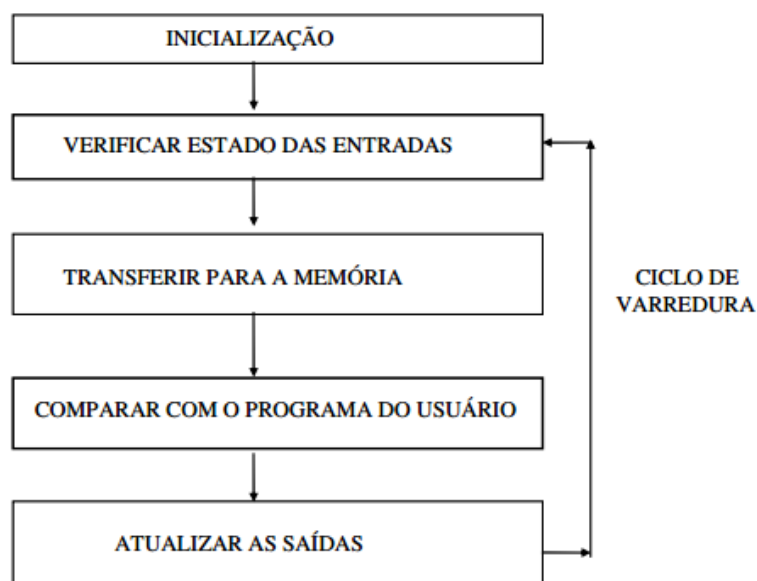 INICIALIZAÇÃO
VERIFICAR ESTADO DAS ENTRADAS
TRANSFERIR PARA A MEMÓRIA
CICLO DE
VARREDURA
COMPARAR COM O PROGRAMA DO USUÁRIO
ATUALIZAR AS SAÍDAS